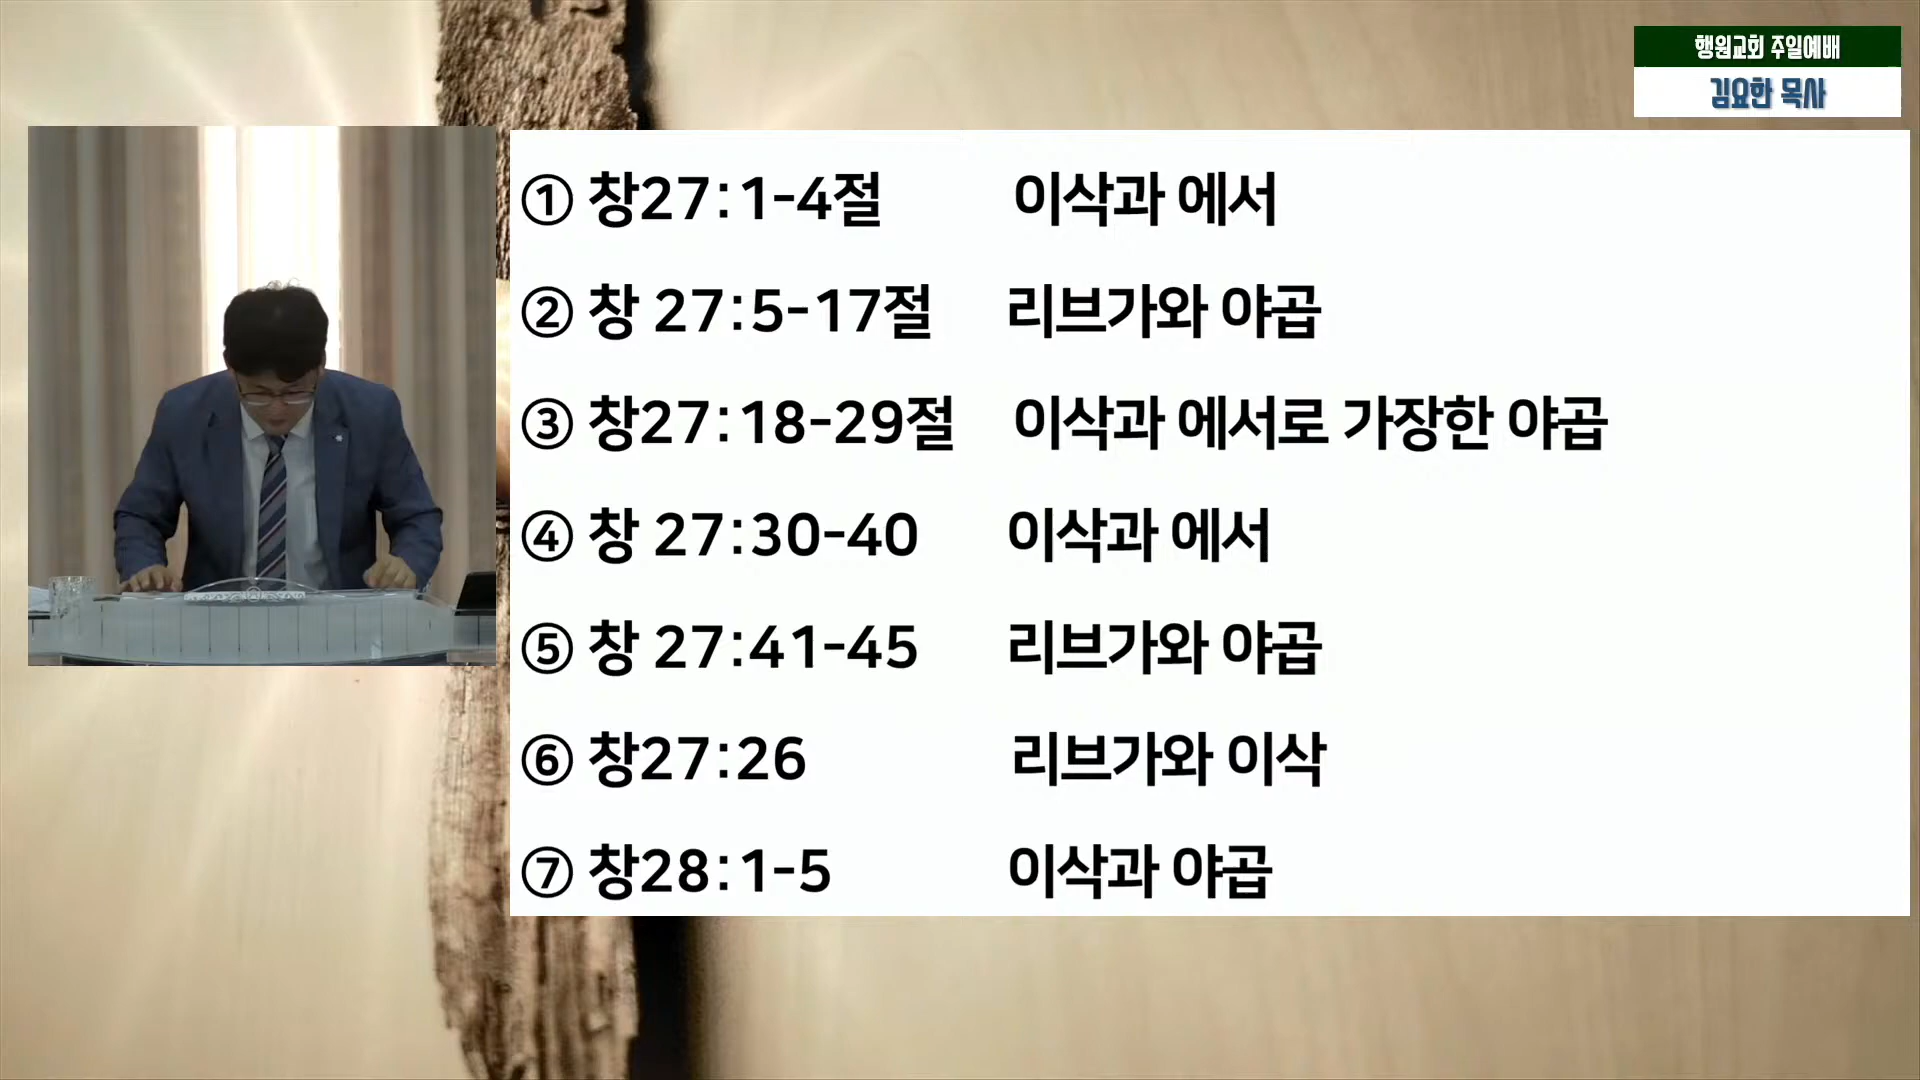 행원교회 주일예배
김요한 목사
① 창27:1-4절 이삭과 에서
② 창 27:5-17절 리브가와 야곱
③ 창27:18-29절 이삭과 에서로 가장한 야곱
④ 창 27:30-40 이삭과 에서
⑤ 창 27:41-45 리브가와 야곱
⑥ 창27:26 리브가와 이삭
⑦ 창28:1-5 이삭과 야곱